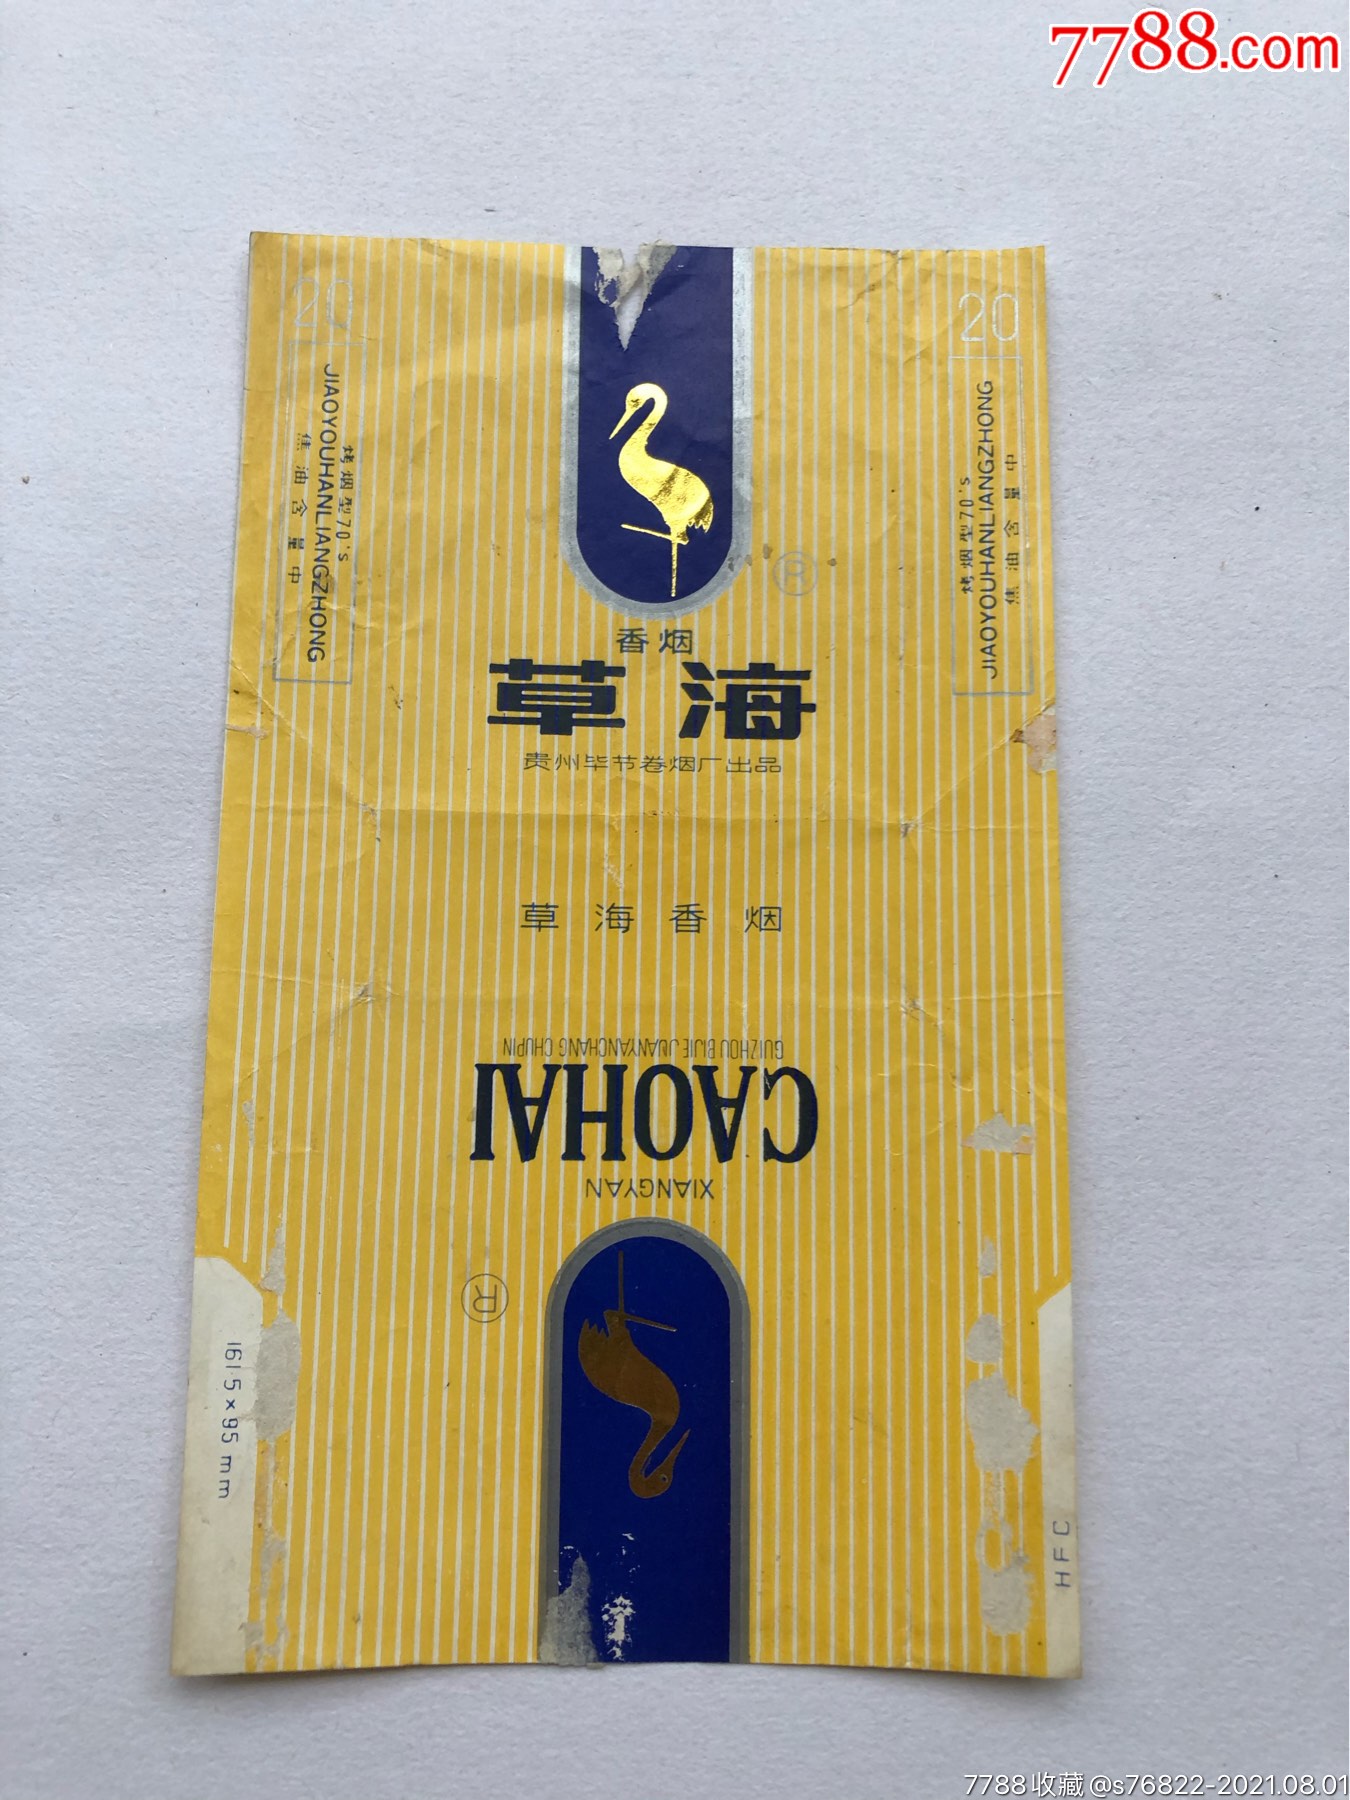 7788.com
20
JIAOYOUHANLIANGZHONG
烤烟型70's
焦油含量中
20
烤烟型70's
JIAOYOUHANLIANGZHONG
焦油含量中
®
香烟
草海
贵州毕节卷烟厂出品
草海香烟
GUIZHOU BIJIE JUANYANCHANG CHUPIN
CAOHAI
XIANGYAN
®
161.5×95mm
HFC
7788收藏@s76822-2021.08.01